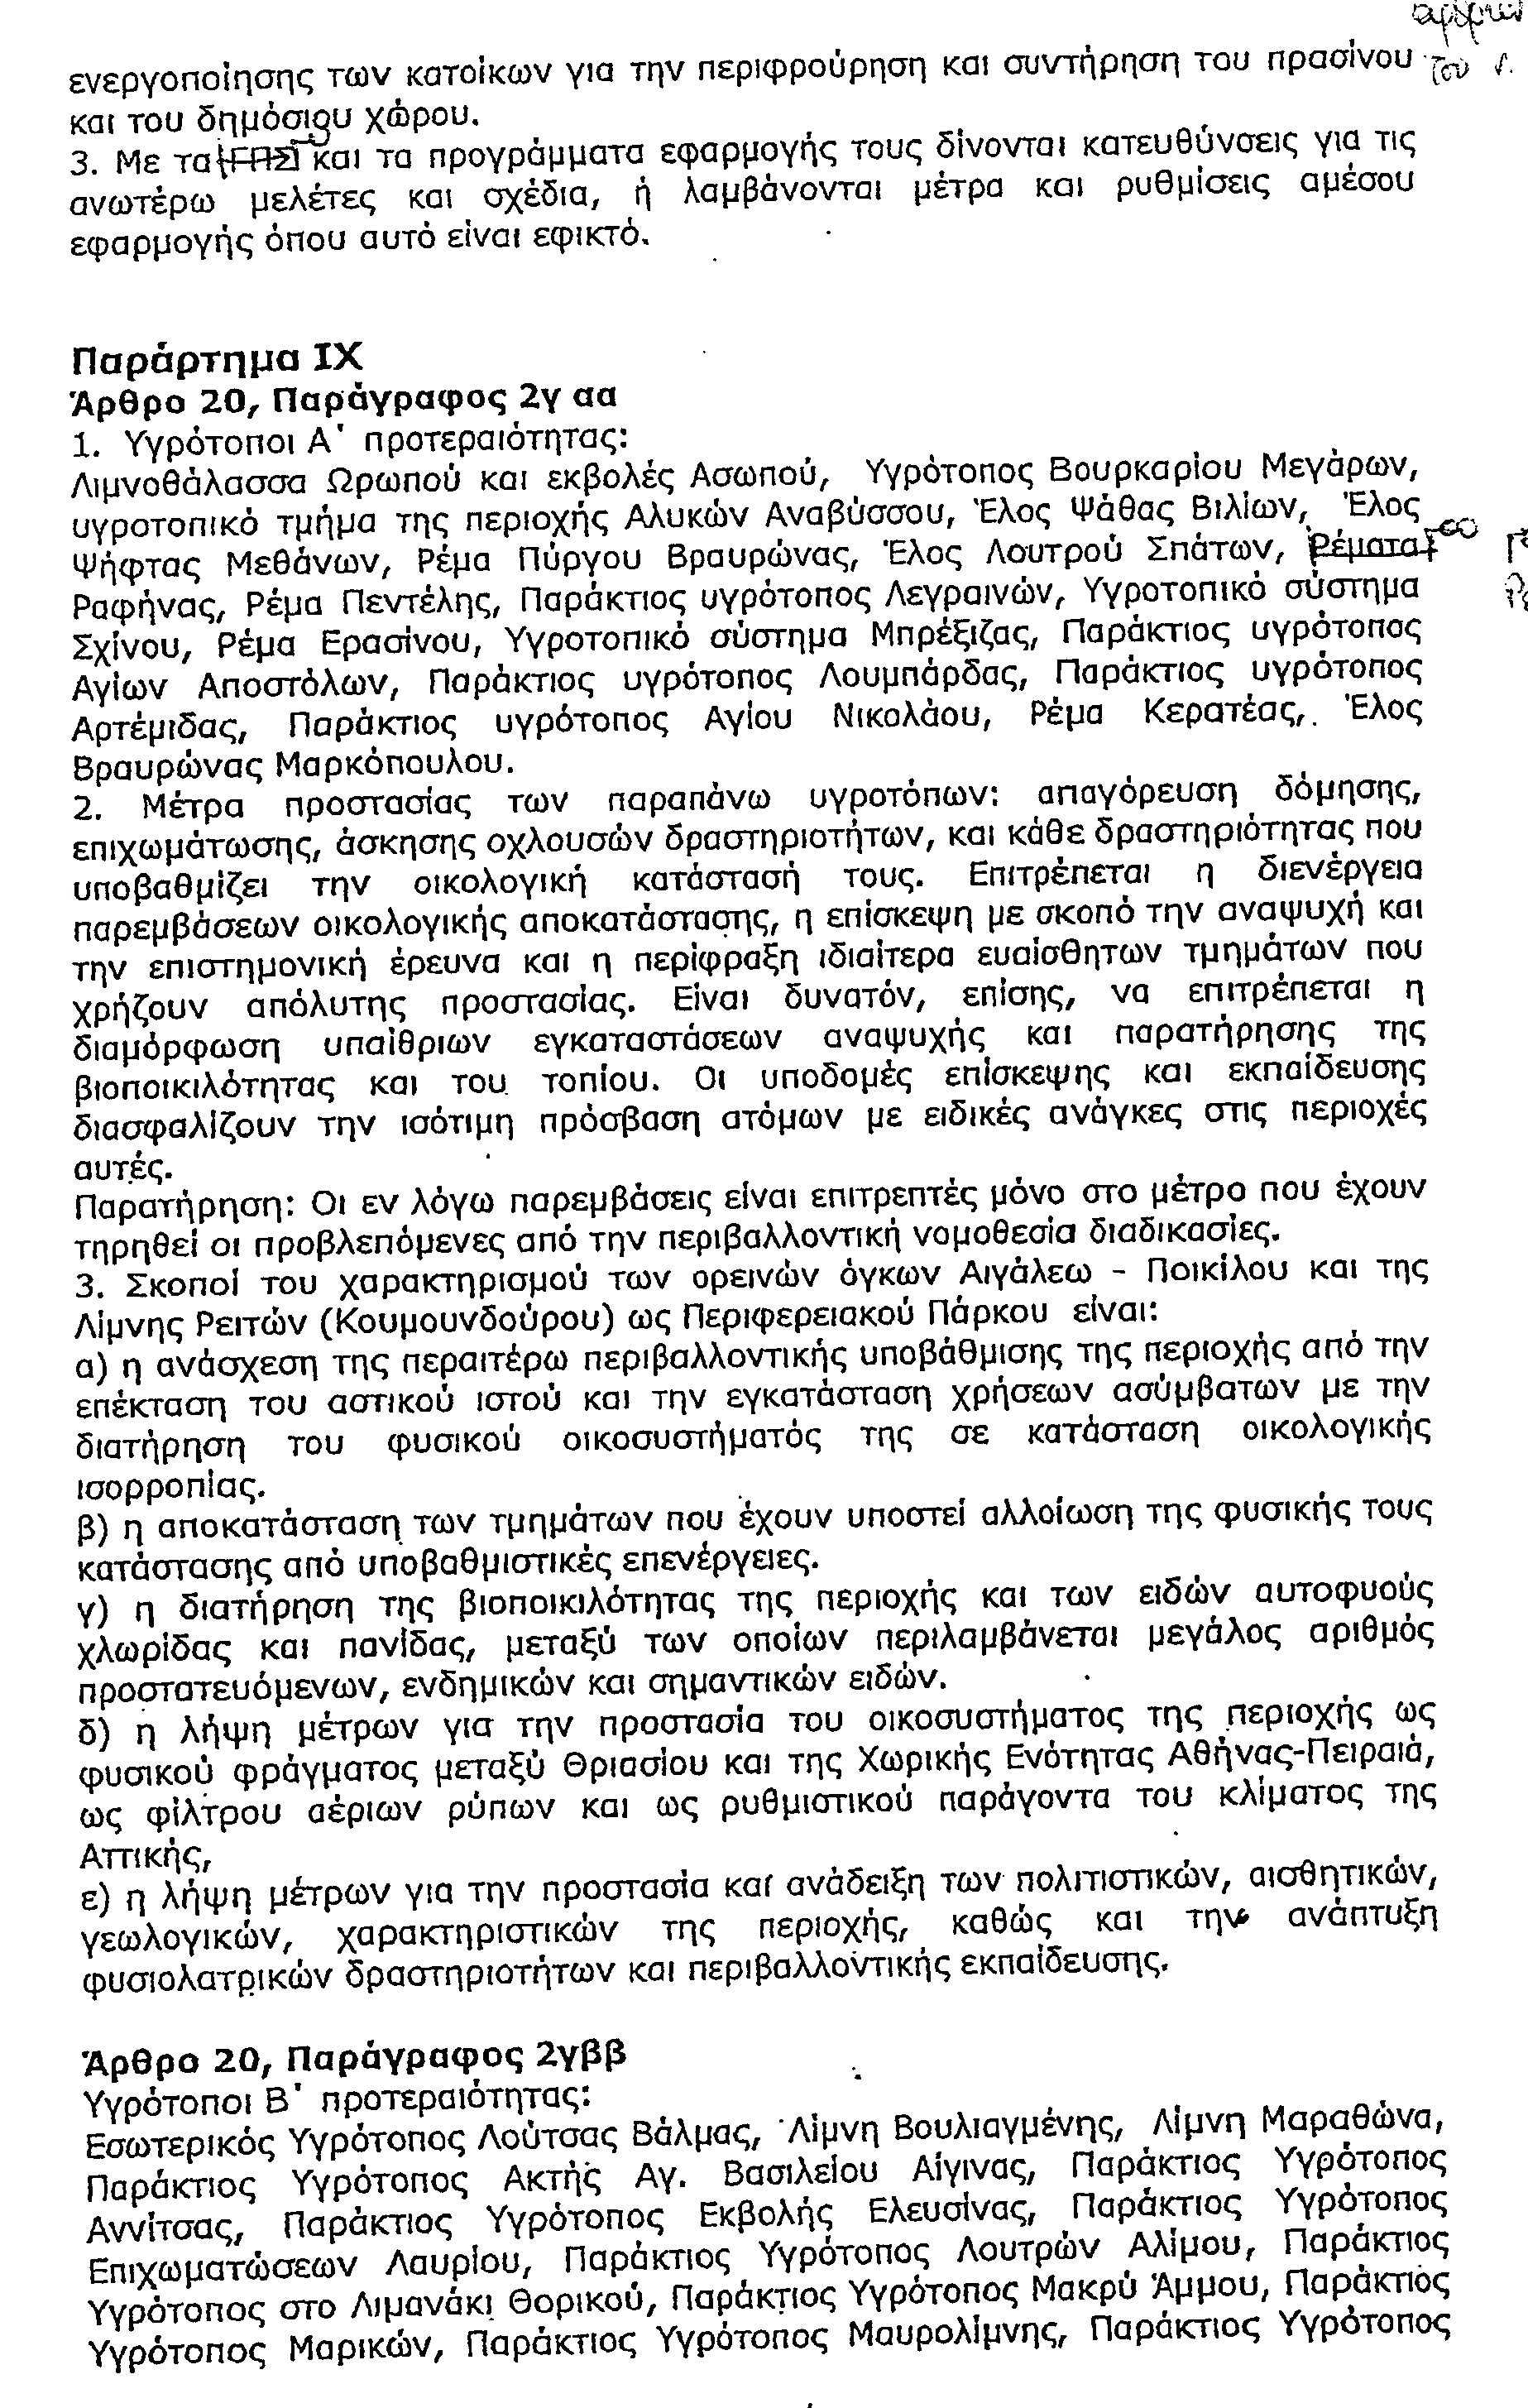 ενεργοποίησης των κατοίκων για την περιφρούρηση και συντήρηση του πρασίνου του
και του δημόσιου χώρου.
3. Με τα ΓΠΣ και τα προγράμματα εφαρμογής τους δίνονται κατευθύνσεις για τις
ανωτέρω μελέτες και σχέδια, ή λαμβάνονται μέτρα και ρυθμίσεις αμέσου
εφαρμογής όπου αυτό είναι εφικτό.
Παράρτημα ΙΧ
Άρθρο 20, Παράγραφος 2γ αα
1. Υγρότοποι Α' προτεραιότητας:
Λιμνοθάλασσα Ωρωπού και εκβολές Ασωπού, Υγρότοπος Βουρκαρίου Μεγάρων,
υγροτοπικό τμήμα της περιοχής Αλυκών Αναβύσσου, Έλος Ψάθας Βιλίων, Έλος
Ψήφτας Μεθάνων, Ρέμα Πύργου Βραυρώνας, Έλος Λουτρού Σπάτων, Ρέματα
Ραφήνας, Ρέμα Πεντέλης, Παράκτιος υγρότοπος Λεγραινών, Υγροτοπικό σύστημα
Σχίνου, Ρέμα Ερασίνου, Υγροτοπικό σύστημα Μπρέξιζας, Παράκτιος υγρότοπος
Αγίων Αποστόλων, Παράκτιος υγρότοπος Λουμπάρδας, Παράκτιος υγρότοπος
Αρτέμιδας, Παράκτιος υγρότοπος Αγίου Νικολάου, Ρέμα Κερατέας, Έλος
Βραυρώνας Μαρκόπουλου.
2. Μέτρα προστασίας των παραπάνω υγροτόπων: απαγόρευση δόμησης,
επιχωμάτωσης, άσκησης οχλουσών δραστηριοτήτων, και κάθε δραστηριότητας που
υποβαθμίζει την οικολογική κατάστασή τους. Επιτρέπεται η διενέργεια
παρεμβάσεων οικολογικής αποκατάστασης, η επίσκεψη με σκοπό την αναψυχή και
την επιστημονική έρευνα και η περίφραξη ιδιαίτερα ευαίσθητων τμημάτων που
χρήζουν απόλυτης προστασίας. Είναι δυνατόν, επίσης, να επιτρέπεται η
διαμόρφωση υπαίθριων εγκαταστάσεων αναψυχής και παρατήρησης της
βιοποικιλότητας και του τοπίου. Οι υποδομές επίσκεψης και εκπαίδευσης
διασφαλίζουν την ισότιμη πρόσβαση ατόμων με ειδικές ανάγκες στις περιοχές
αυτές.
Παρατήρηση: Οι εν λόγω παρεμβάσεις είναι επιτρεπτές μόνο στο μέτρο που έχουν
τηρηθεί οι προβλεπόμενες από την περιβαλλοντική νομοθεσία διαδικασίες.
3. Σκοποί του χαρακτηρισμού των ορεινών όγκων Αιγάλεω - Ποικίλου και της
Λίμνης Ρειτών (Κουμουνδούρου) ως Περιφερειακού Πάρκου είναι:
α) η ανάσχεση της περαιτέρω περιβαλλοντικής υποβάθμισης της περιοχής από την
επέκταση του αστικού ιστού και την εγκατάσταση χρήσεων ασύμβατων με την
διατήρηση του φυσικού οικοσυστήματός της σε κατάσταση οικολογικής
ισορροπίας.
β) η αποκατάσταση των τμημάτων που έχουν υποστεί αλλοίωση της φυσικής τους
κατάστασης από υποβαθμιστικές επενέργειες.
γ) η διατήρηση της βιοποικιλότητας της περιοχής και των ειδών αυτοφυούς
χλωρίδας και πανίδας, μεταξύ των οποίων περιλαμβάνεται μεγάλος αριθμός
προστατευόμενων, ενδημικών και σημαντικών ειδών.
δ) η λήψη μέτρων για την προστασία του οικοσυστήματος της περιοχής ως
φυσικού φράγματος μεταξύ Θριασίου και της Χωρικής Ενότητας Αθήνας-Πειραιά,
ως φίλτρου αέριων ρύπων και ως ρυθμιστικού παράγοντα του κλίματος της
Αττικής,
ε) η λήψη μέτρων για την προστασία και ανάδειξη των πολιτιστικών, αισθητικών,
γεωλογικών, χαρακτηριστικών της περιοχής, καθώς και την ανάπτυξη
φυσιολατρικών δραστηριοτήτων και περιβαλλοντικής εκπαίδευσης.
Άρθρο 20, Παράγραφος 2γββ
Υγρότοποι Β' προτεραιότητας:
Εσωτερικός Υγρότοπος Λούτσας Βάλμας, Λίμνη Βουλιαγμένης, Λίμνη Μαραθώνα,
Παράκτιος Υγρότοπος Ακτής Αγ. Βασιλείου Αίγινας, Παράκτιος Υγρότοπος
Αννίτσας, Παράκτιος Υγρότοπος Εκβολής Ελευσίνας, Παράκτιος Υγρότοπος
Επιχωματώσεων Λαυρίου, Παράκτιος Υγρότοπος Λουτρών Αλίμου, Παράκτιος
Υγρότοπος στο Λιμανάκι Θορικού, Παράκτιος Υγρότοπος Μακρύ Άμμου, Παράκτιος
Υγρότοπος Μαρικών, Παράκτιος Υγρότοπος Μαυρολίμνης, Παράκτιος Υγρότοπος